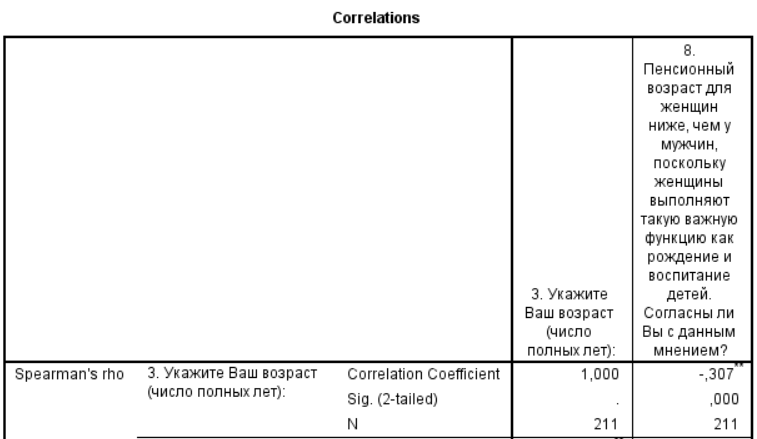 Correlations
3. Укажите
Ваш возраст
(число
полных лет):
8.
Пенсионный
возраст для
женщин
ниже, чем у
мужчин,
поскольку
женщины
выполняют
такую важную
функцию как
рождение и
воспитание
детей.
Согласны ли
Вы с данным
мнением?
Spearman's rho 3. Укажите Ваш возраст Correlation Coefficient 1,000 -,307**
(число полных лет): Sig. (2-tailed) . ,000
N 211 211